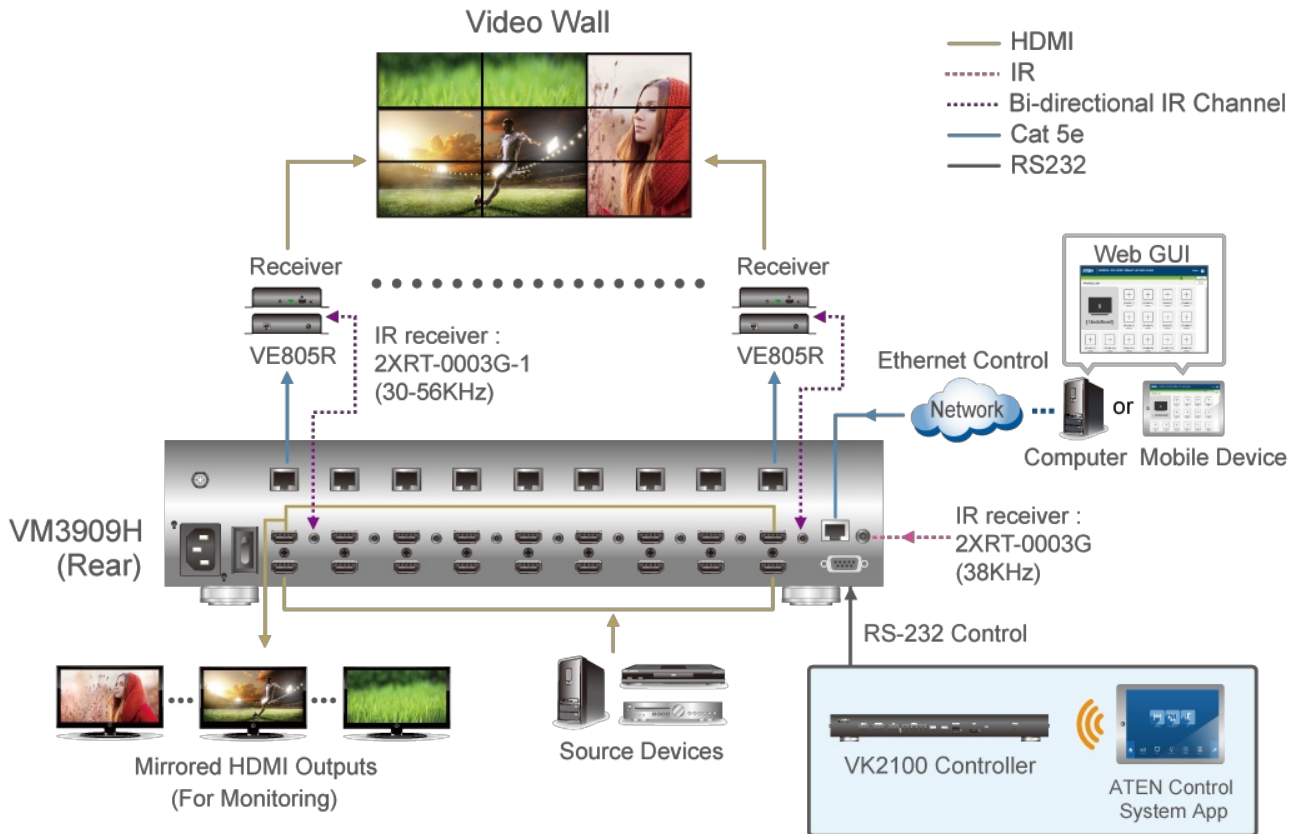 Video Wall
HDMI
IR
Bi-directional IR Channel
Cat 5e
RS232
Receiver
VE805R
IR receiver :
2XRT-0003G-1
(30-56KHz)
Receiver
VE805R
Web GUI
Ethernet Control
Network
or
Computer
Mobile Device
VM3909H
(Rear)
IR receiver :
2XRT-0003G
(38KHz)
RS-232 Control
Mirrored HDMI Outputs
(For Monitoring)
Source Devices
VK2100 Controller
ATEN Control
System App